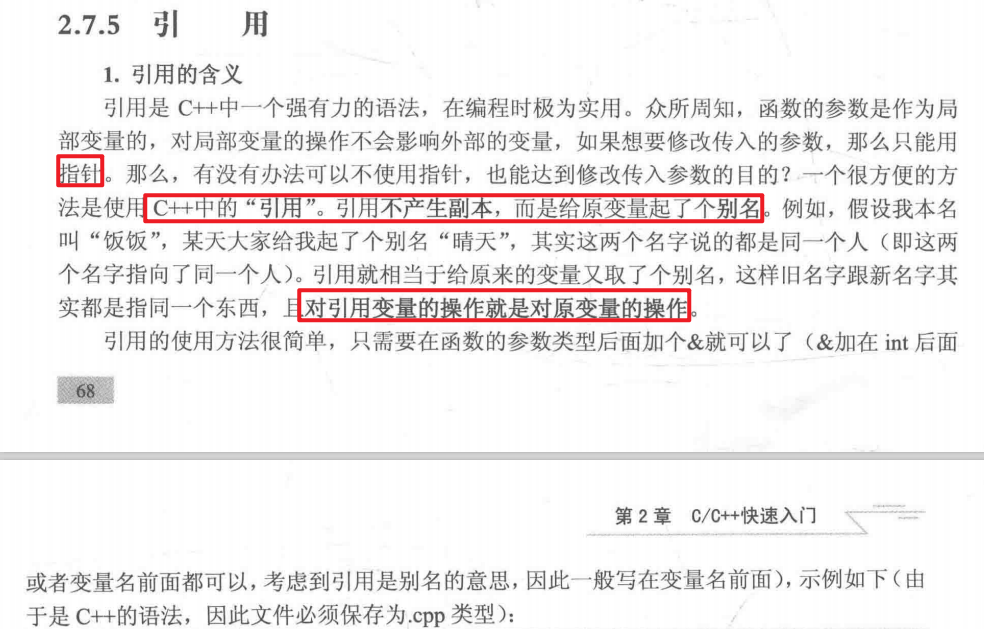 2.7.5 引 用
1. 引用的含义
引用是 C++中一个强有力的语法，在编程时极为实用。众所周知，函数的参数是作为局
部变量的，对局部变量的操作不会影响外部的变量，如果想要修改传入的参数，那么只能用
指针。那么，有没有办法可以不使用指针，也能达到修改传入参数的目的？一个很方便的方
法是使用 C++中的“引用”。引用不产生副本，而是给原变量起了个别名。例如，假设我本名
叫“饭饭”，某天大家给我起了个别名“晴天”，其实这两个名字说的都是同一个人（即这两
个名字指向了同一个人）。引用就相当于给原来的变量又取了个别名，这样旧名字跟新名字其
实都是指同一个东西，且对引用变量的操作就是对原变量的操作。
引用的使用方法很简单，只需要在函数的参数类型后面加个&就可以了（&加在 int 后面
68
第 2 章 C/C++快速入门
或者变量名前面都可以，考虑到引用是别名的意思，因此一般写在变量名前面），示例如下（由
于是 C++的语法，因此文件必须保存为.cpp 类型）：